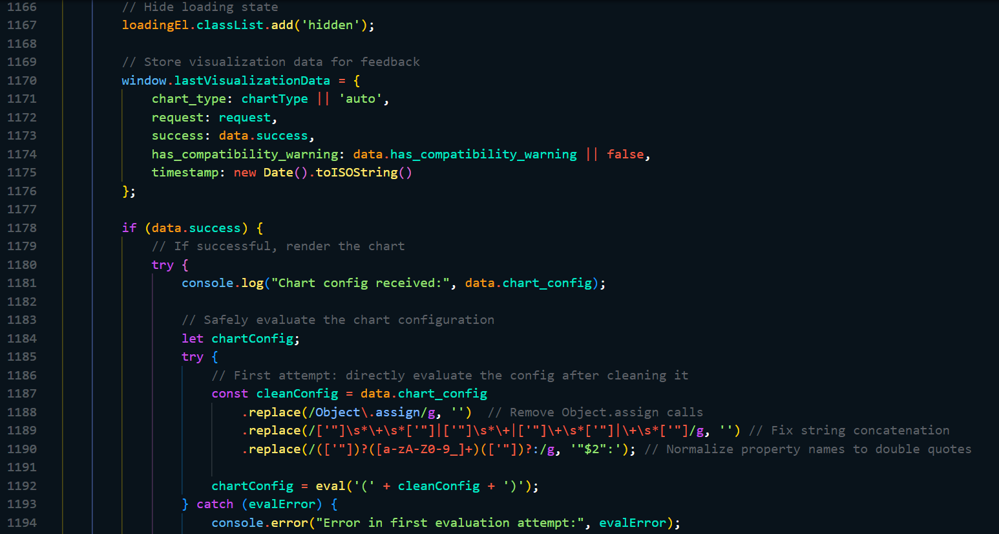 1166 // Hide loading state
1167 loadingEl.classList.add('hidden');
1168
1169 // Store visualization data for feedback
1170 window.lastVisualizationData = {
1171 chart_type: chartType || 'auto',
1172 request: request,
1173 success: data.success,
1174 has_compatibility_warning: data.has_compatibility_warning || false,
1175 timestamp: new Date().toISOString()
1176 };
1177
1178 if (data.success) {
1179 // If successful, render the chart
1180 try {
1181 console.log("Chart config received:", data.chart_config);
1182
1183 // Safely evaluate the chart configuration
1184 let chartConfig;
1185 try {
1186 // First attempt: directly evaluate the config after cleaning it
1187 const cleanConfig = data.chart_config
1188 .replace(/Object\.assign/g, '') // Remove Object.assign calls
1189 .replace(/['"]\s*\+\s*['"]|['"]\s*\+|['"]\+\s*['"]|\+\s*['"]/g, '') // Fix string concatenation
1190 .replace(/(['"])?([a-zA-Z0-9_]+)(['"])?:/g, '"$2":'); // Normalize property names to double quotes
1191
1192 chartConfig = eval('(' + cleanConfig + ')');
1193 } catch (evalError) {
1194 console.error("Error in first evaluation attempt:", evalError);